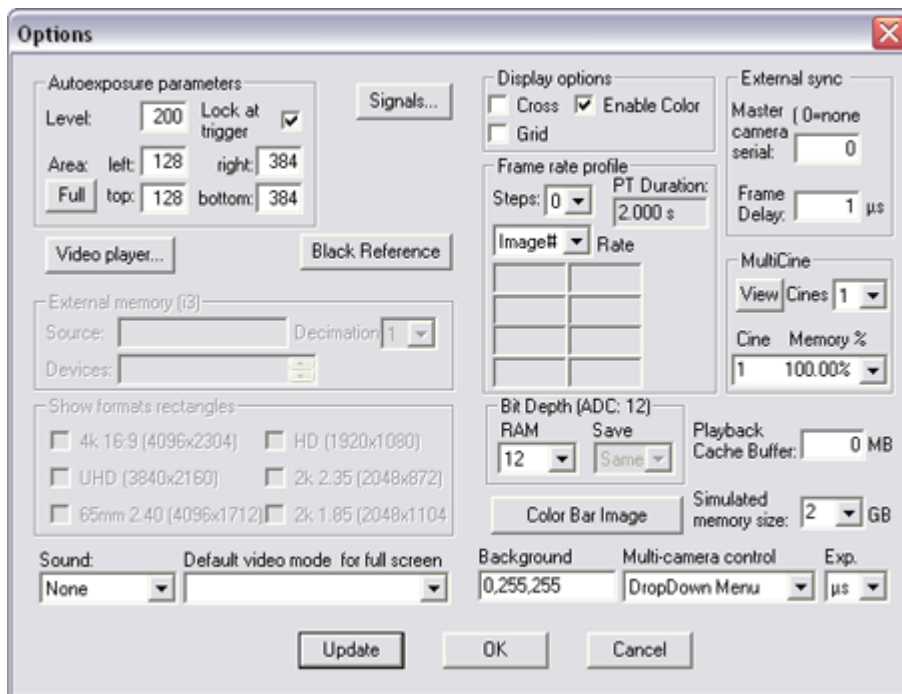 Options
Autoexposure parameters
Level: 200 Lock at trigger
Area: left: 128 right: 384
Full top: 128 bottom: 384
Signals...
Video player...
Black Reference
External memory (i3)
Source: Decimation 1
Devices:
Show formats rectangles
4k 16:9 (4096x2304) HD (1920x1080)
UHD (3840x2160) 2k 2.35 (2048x872)
65mm 2.40 (4096x1712) 2k 1.85 (2048x1104
Sound: Default video mode for full screen
None
Display options
Cross Enable Color
Grid
Frame rate profile
Steps: 0 PT Duration:
2.000 s
Image# Rate
Bit Depth (ADC: 12)
RAM Save
12 Same
Color Bar Image
External sync
Master ( 0=none
camera
serial: 0
Frame
Delay: 1 µs
MultiCine
View Cines 1
Cine Memory %
1 100.00%
Playback
Cache Buffer: 0 MB
Simulated
memory size: 2 GB
Background Multi-camera control Exp.
0,255,255 DropDown Menu µs
Update OK Cancel